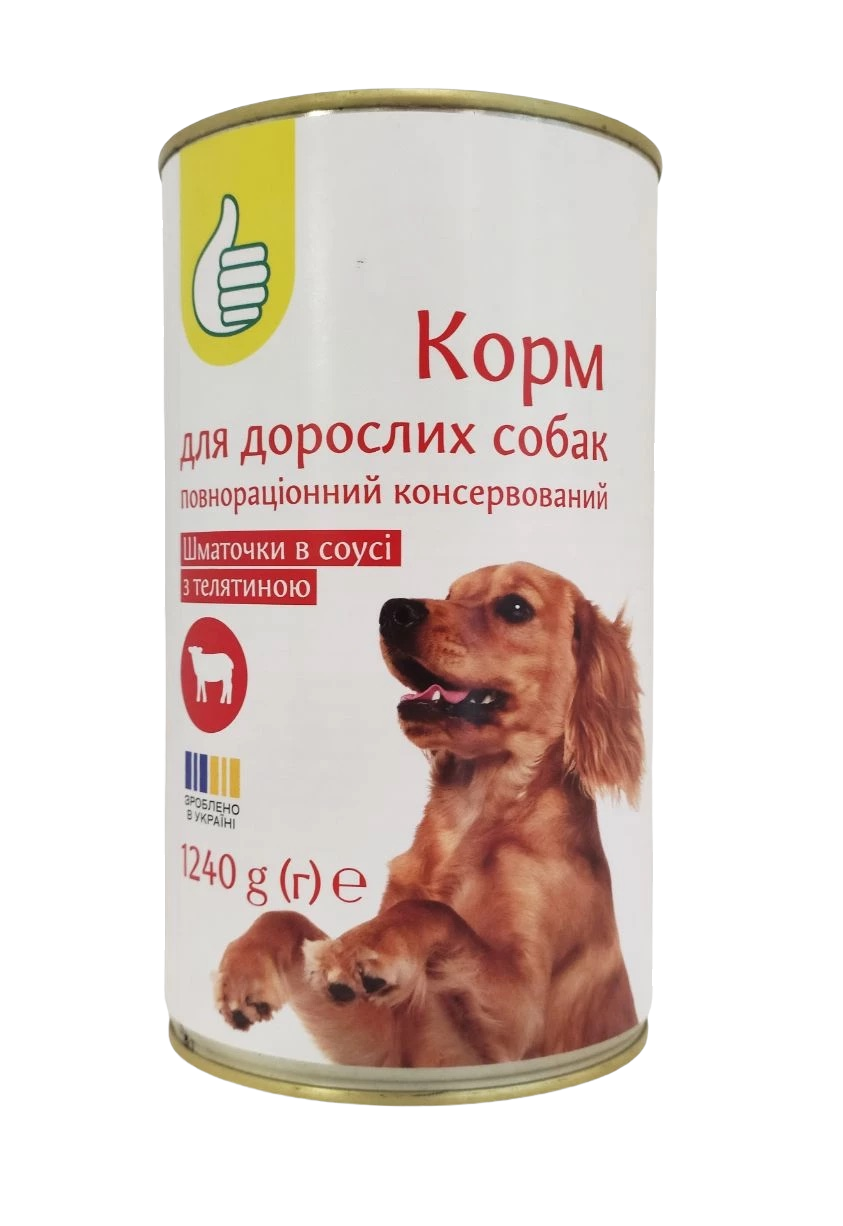 Корм
для дорослих собак
повнораціонний консервований
Шматочки в соусі
з телятиною
ЗРОБЛЕНО
В УКРАЇНІ
1240 g (г) ℮